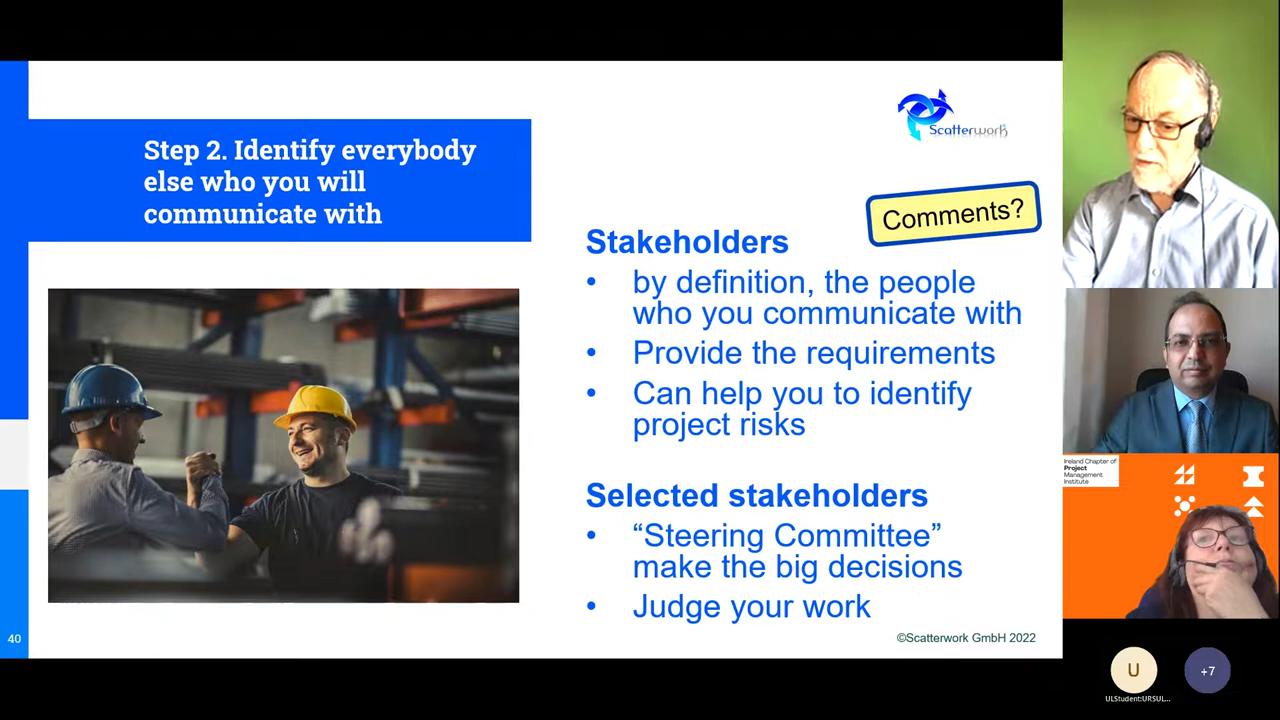 Step 2. Identify everybody
else who you will
communicate with
Scatterwork
Comments?
Stakeholders
• by definition, the people
who you communicate with
• Provide the requirements
• Can help you to identify
project risks
Selected stakeholders
• “Steering Committee”
make the big decisions
• Judge your work
40
©Scatterwork GmbH 2022
Ireland Chapter of
Project
Management
Institute
U
+7
ULStudent:URSUL...